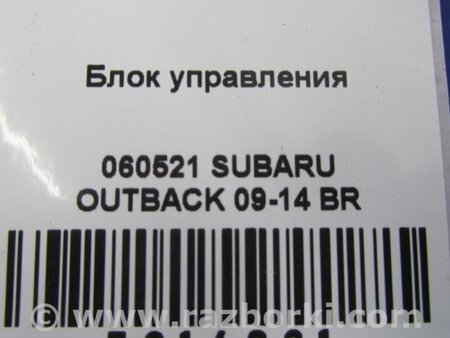 Блок управления
060521 SUBARU
OUTBACK 09-14 BR
© www.razborki.com